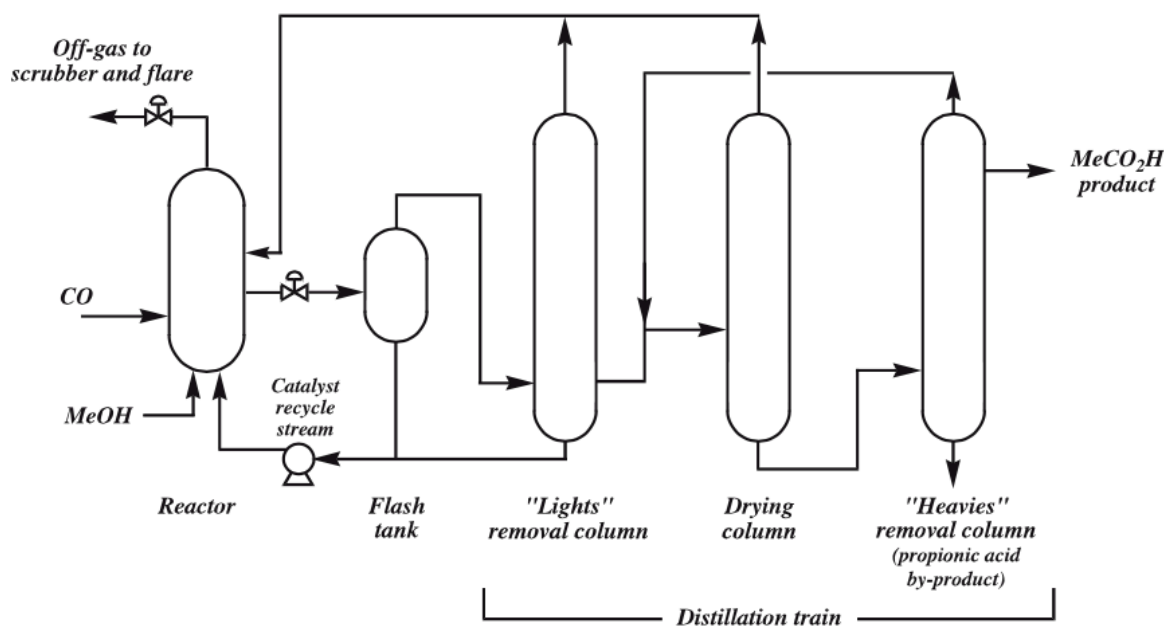 Off-gas to
scrubber and flare
CO
MeOH
Catalyst
recycle
stream
MeCO₂H
product
Reactor
Flash
tank
"Lights"
removal column
Drying
column
"Heavies"
removal column
(propionic acid
by-product)
Distillation train